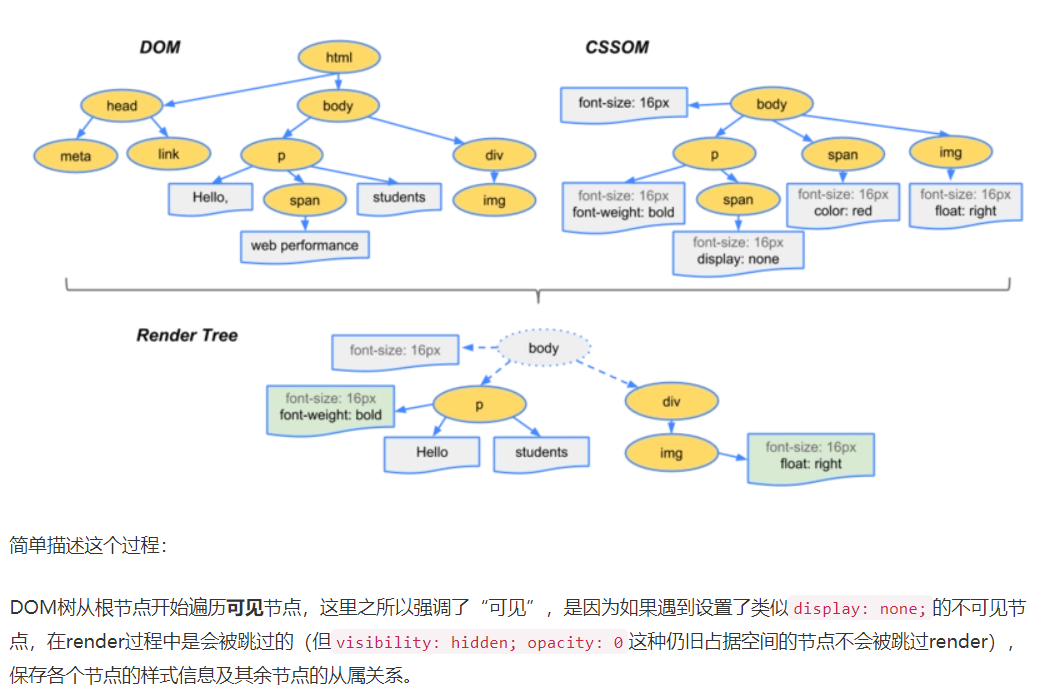 DOM
CSSOM
html
head
body
meta
link
p
div
Hello,
span
students
img
web performance
font-size: 16px
body
p
span
img
font-size: 16px
font-weight: bold
span
font-size: 16px
color: red
font-size: 16px
float: right
font-size: 16px
display: none
Render Tree
font-size: 16px
body
font-size: 16px
font-weight: bold
p
div
Hello
students
img
font-size: 16px
float: right
简单描述这个过程：
DOM树从根节点开始遍历可见节点，这里之所以强调了“可见”，是因为如果遇到设置了类似 display: none; 的不可见节
点，在render过程中是会被跳过的（但 visibility: hidden; opacity: 0 这种仍旧占据空间的节点不会被跳过render），
保存各个节点的样式信息及其余节点的从属关系。